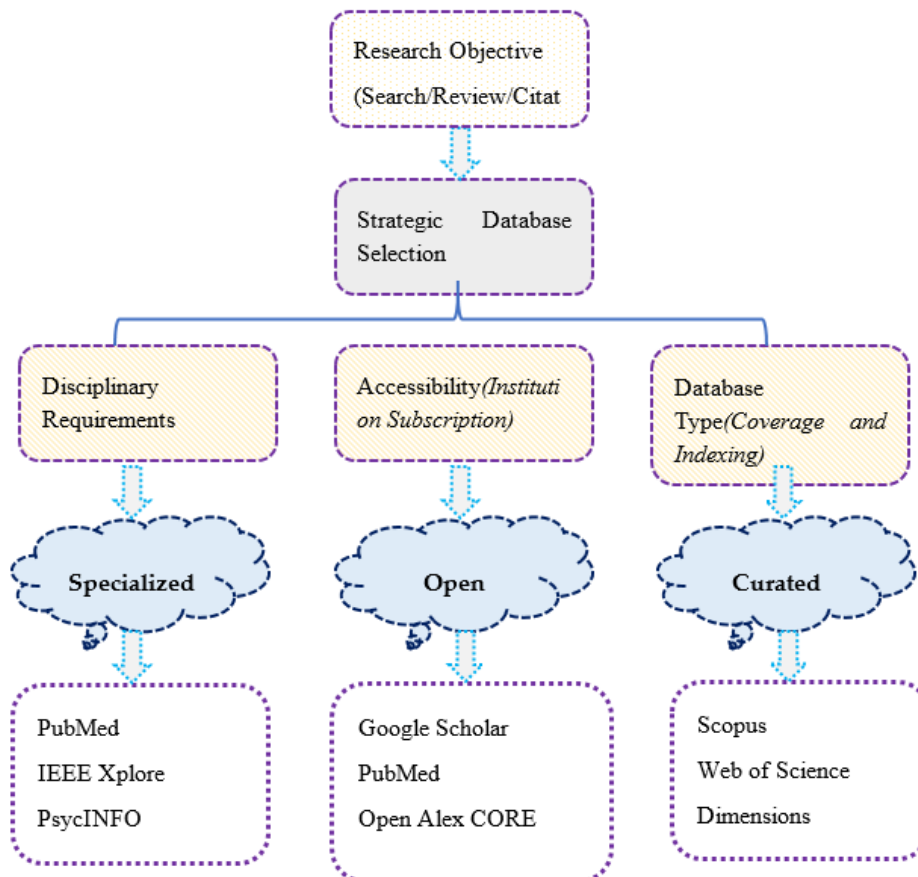 Research Objective
(Search/Review/Citat
Strategic Database
Selection
Disciplinary
Requirements
Accessibility(Instituti
on Subscription)
Database
Type(Coverage and
Indexing)
Specialized
Open
Curated
PubMed
IEEE Xplore
PsycINFO
Google Scholar
PubMed
Open Alex CORE
Scopus
Web of Science
Dimensions